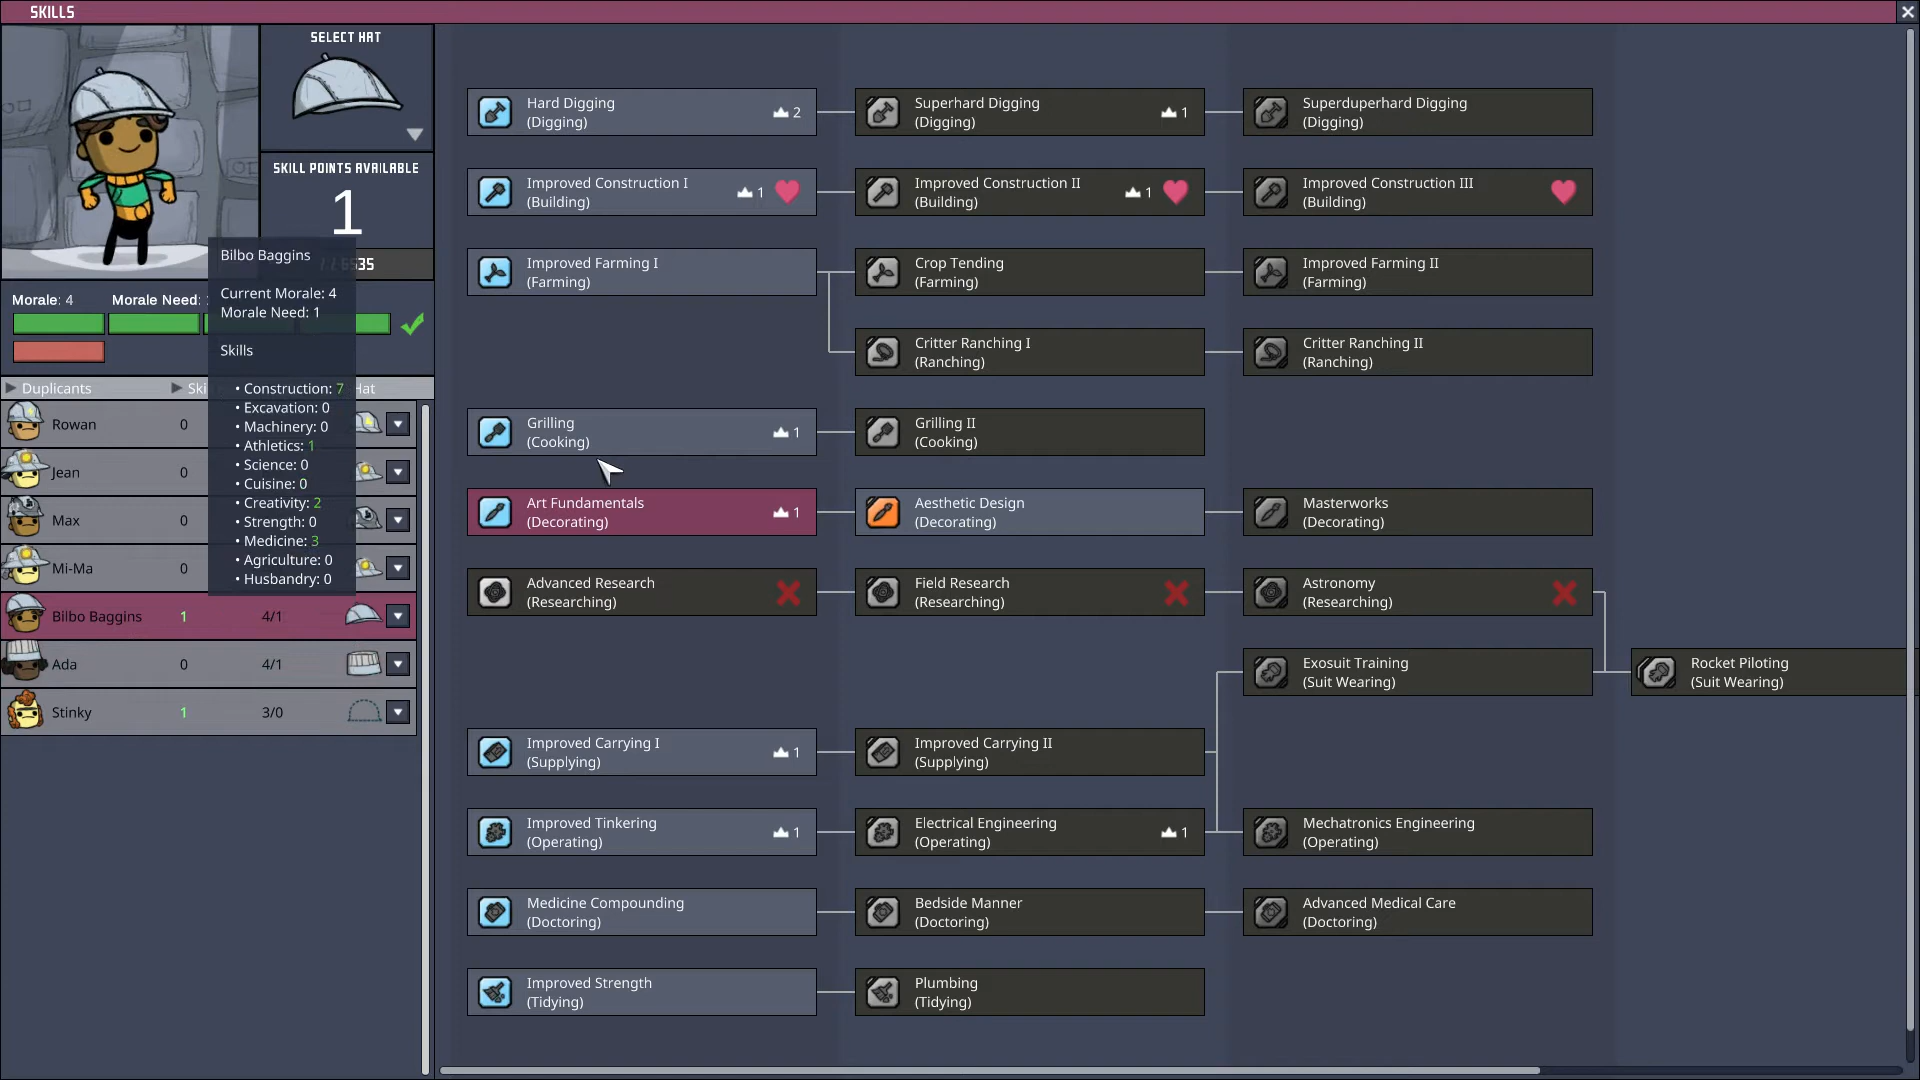 SKILLS
SELECT HAT
SKILL POINTS AVAILABLE
1
Morale: 4
Morale Need:
Bilbo Baggins
Current Morale: 4
Morale Need: 1
Skills
• Construction: 7
• Excavation: 0
• Machinery: 0
• Athletics: 1
• Science: 0
• Cuisine: 0
• Creativity: 2
• Strength: 0
• Medicine: 3
• Agriculture: 0
• Husbandry: 0
Duplicants
Hat
Rowan 0
Jean 0
Max 0
Mi-Ma 0
Bilbo Baggins 1 4/1
Ada 0 4/1
Stinky 1 3/0
Hard Digging
(Digging)
2
Superhard Digging
(Digging)
1
Superduperhard Digging
(Digging)
Improved Construction I
(Building)
1
Improved Construction II
(Building)
1
Improved Construction III
(Building)
Improved Farming I
(Farming)
Crop Tending
(Farming)
Improved Farming II
(Farming)
Critter Ranching I
(Ranching)
Critter Ranching II
(Ranching)
Grilling
(Cooking)
1
Grilling II
(Cooking)
Art Fundamentals
(Decorating)
1
Aesthetic Design
(Decorating)
Masterworks
(Decorating)
Advanced Research
(Researching)
Field Research
(Researching)
Astronomy
(Researching)
Exosuit Training
(Suit Wearing)
Rocket Piloting
(Suit Wearing)
Improved Carrying I
(Supplying)
1
Improved Carrying II
(Supplying)
Improved Tinkering
(Operating)
1
Electrical Engineering
(Operating)
1
Mechatronics Engineering
(Operating)
Medicine Compounding
(Doctoring)
Bedside Manner
(Doctoring)
Advanced Medical Care
(Doctoring)
Improved Strength
(Tidying)
Plumbing
(Tidying)